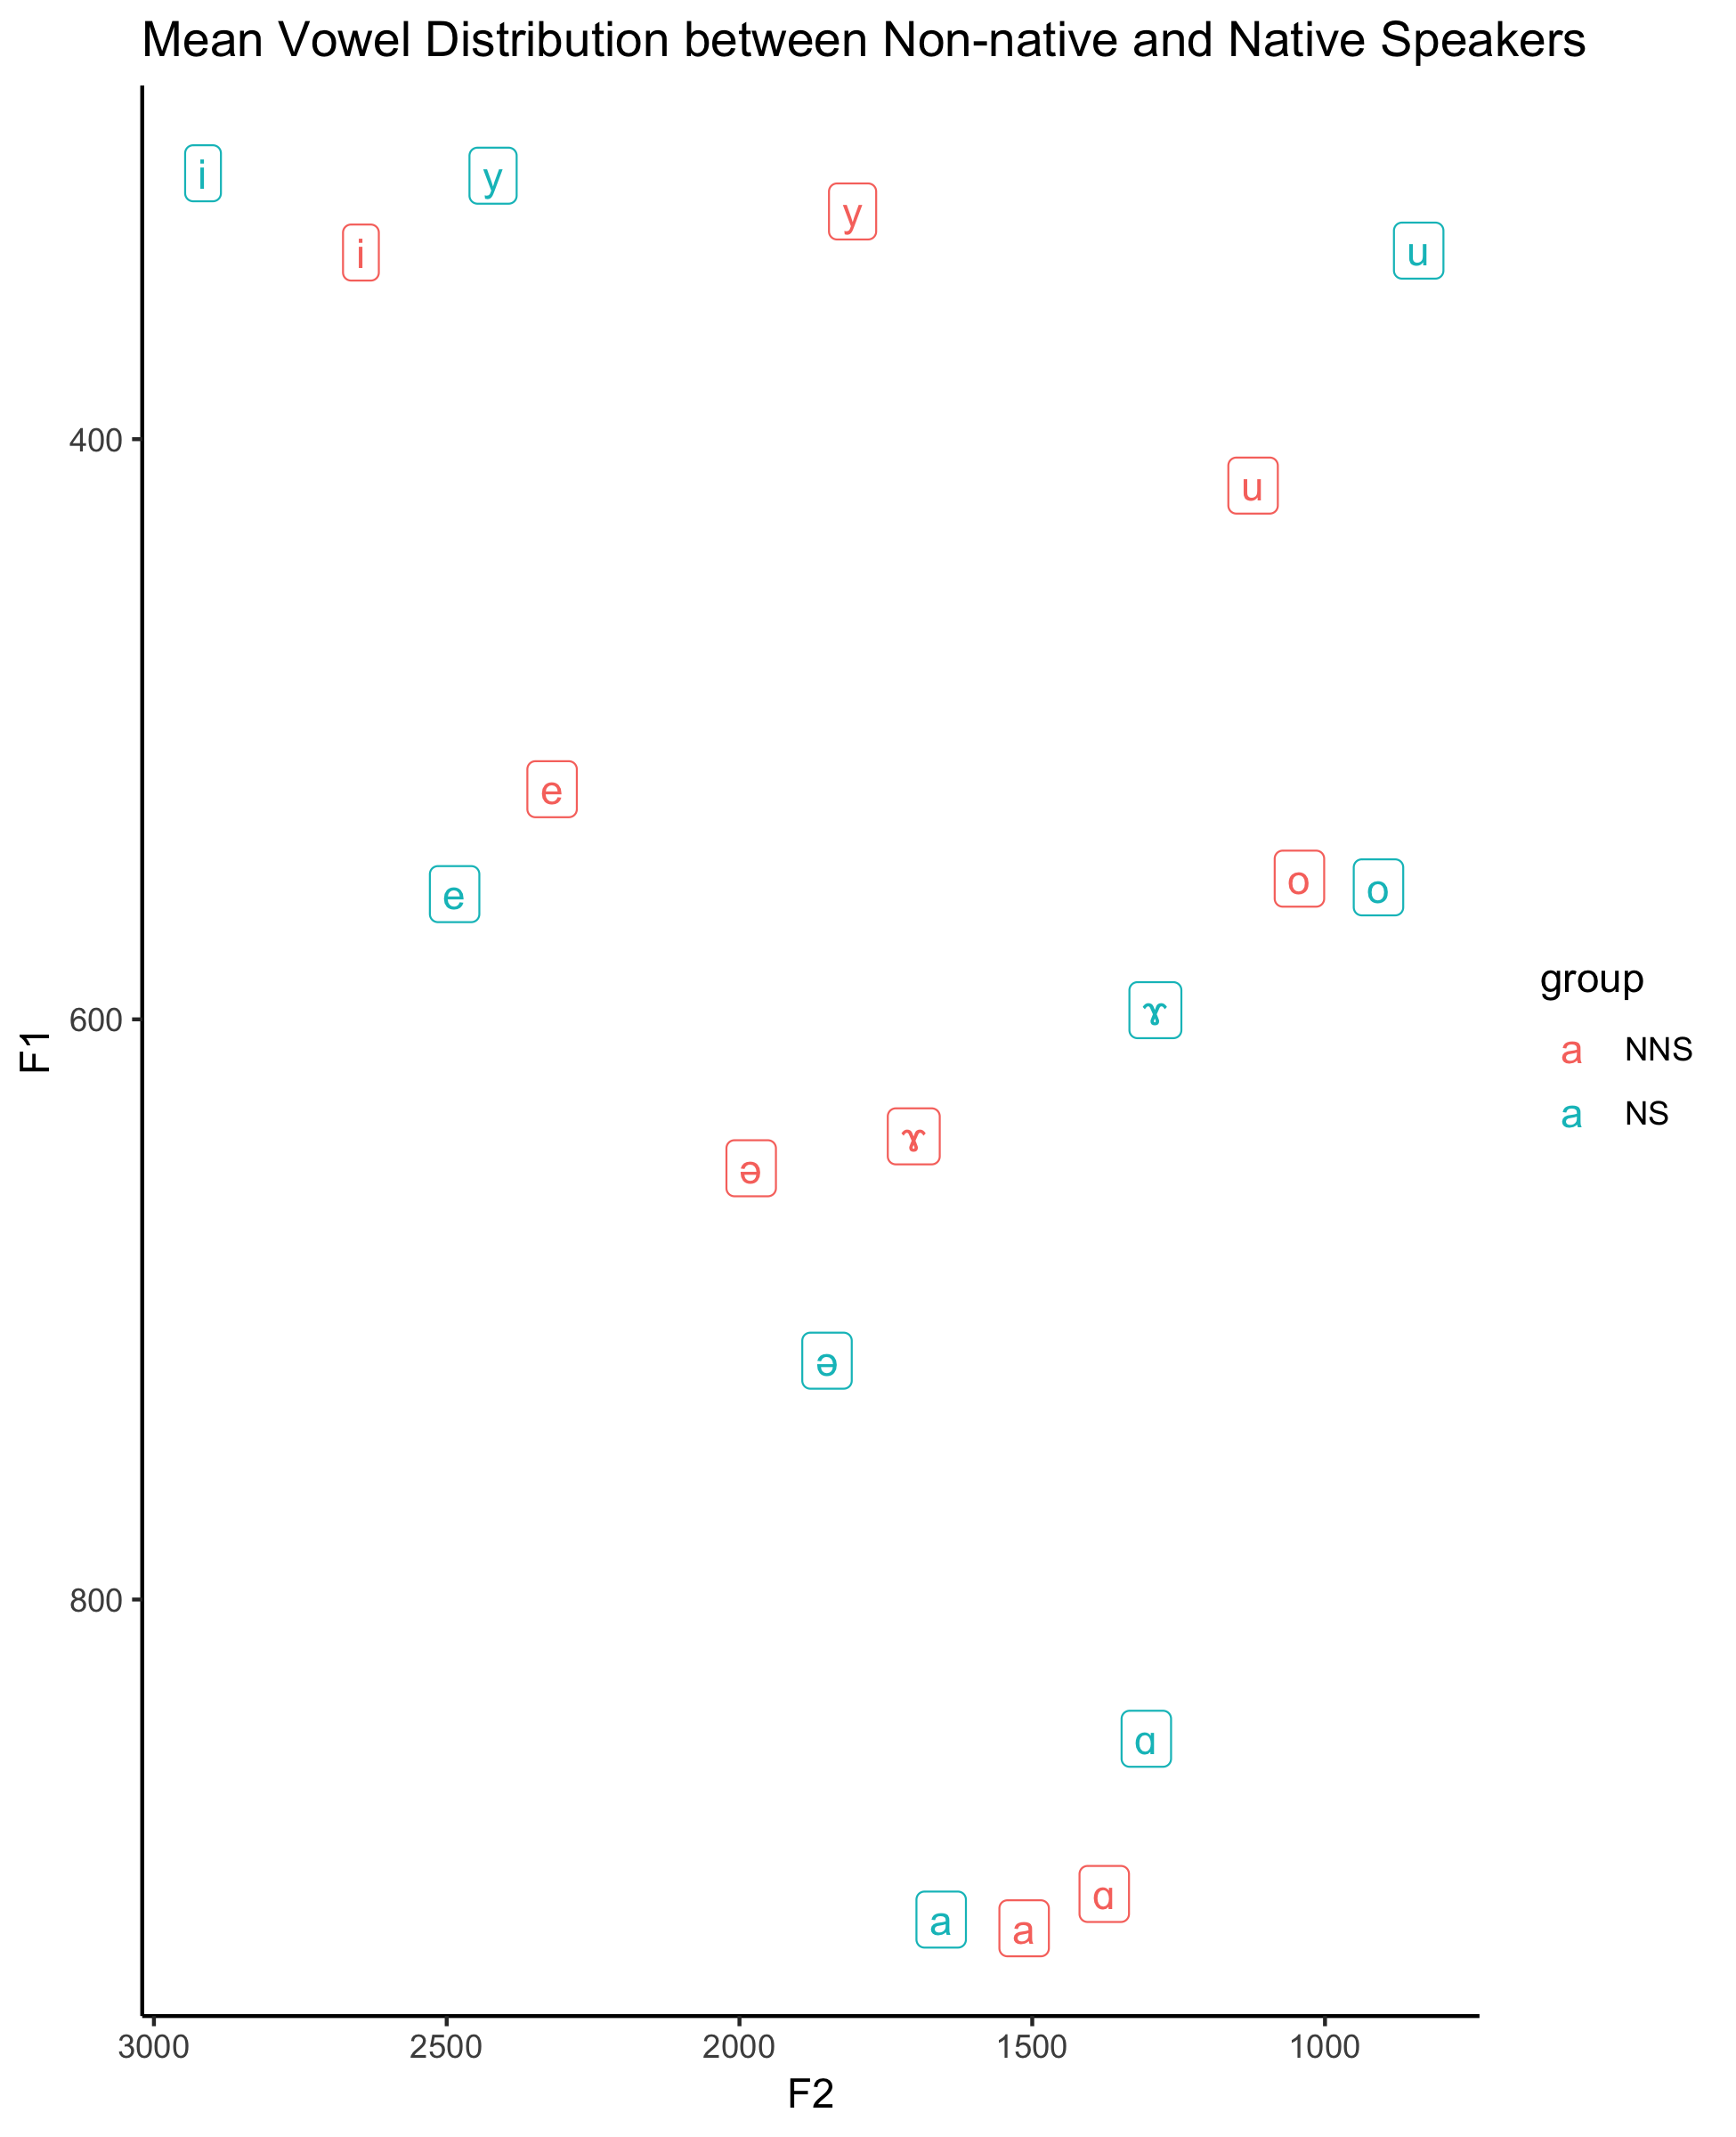 Mean Vowel Distribution between Non-native and Native Speakers
i
y
y
u
i
400
u
e
e
o
o
ɤ
600
F1
group
a NNS
a NS
ɤ
ə
ə
800
ɑ
ɑ
a
a
3000 2500 2000 1500 1000
F2